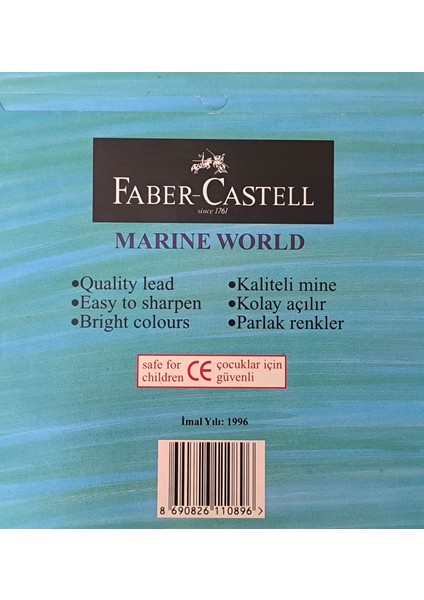 FABER-CASTELL
since 1761
MARINE WORLD
•Quality lead
•Easy to sharpen
•Bright colours
•Kaliteli mine
•Kolay açılır
•Parlak renkler
safe for
children
CE
çocuklar için
güvenli
İmal Yılı: 1996
8 690826 110896 >